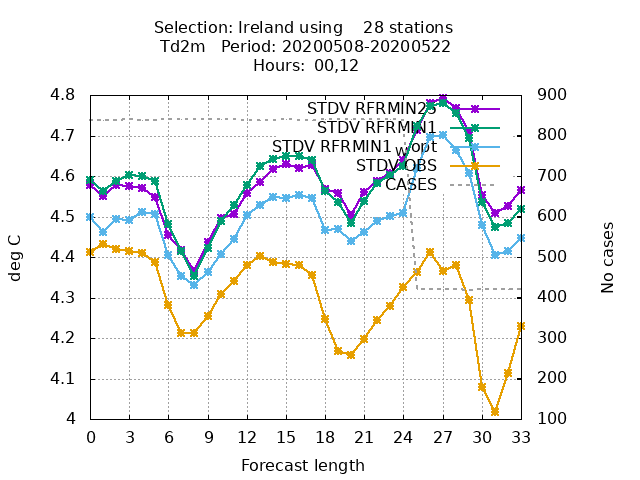 Selection: Ireland using    28 stations
Td2m   Period: 20200508-20200522
Hours:  00,12
4.8
4.7
4.6
4.5
4.4
4.3
4.2
4.1
4
900
800
700
600
500
400
300
200
100
STDV RFRMIN25
STDV RFRMIN1
STDV RFRMIN1_wopt
STDV OBS
CASES
deg C
No cases
0 3 6 9 12 15 18 21 24 27 30 33
Forecast length